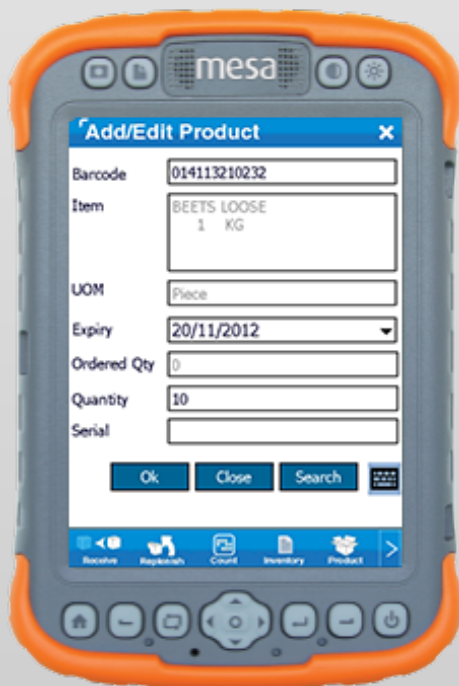 mesa
Add/Edit Product
Barcode 014113210232
Item BEETS LOOSE
1 KG
UOM Piece
Expiry 20/11/2012
Ordered Qty 0
Quantity 10
Serial
Ok Close Search
Receive Replenish Count Inventory Product >